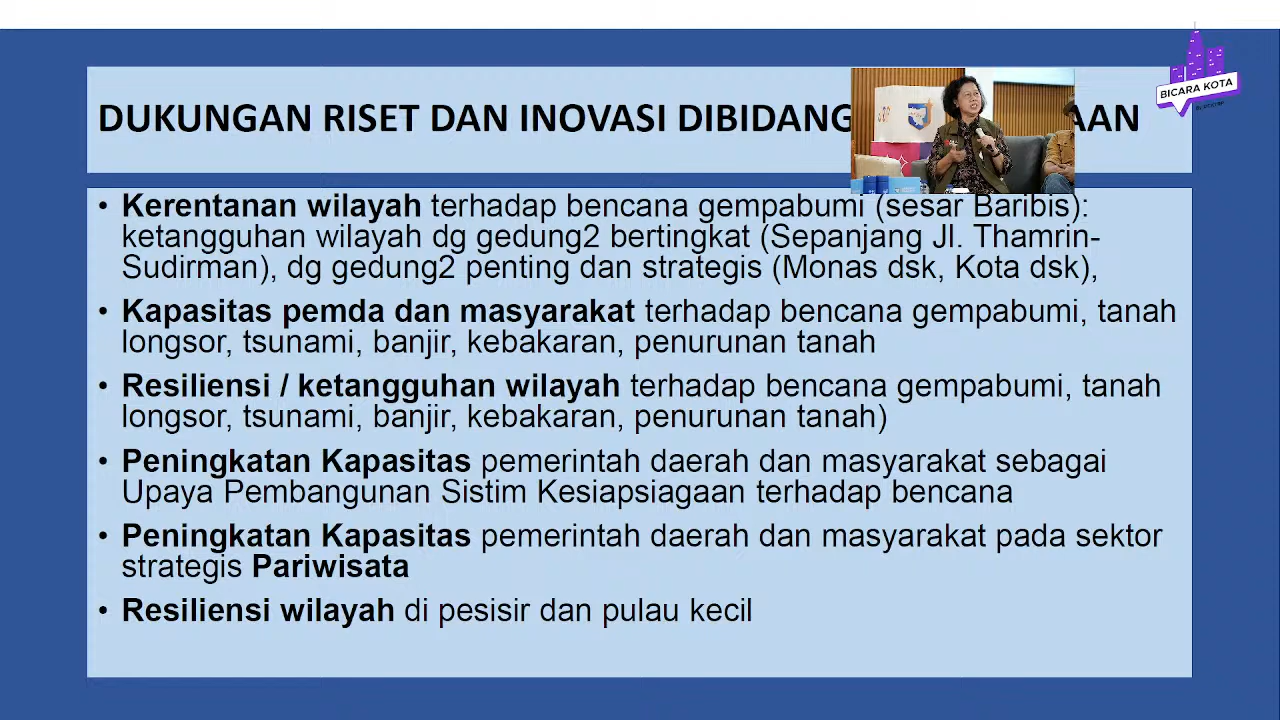 DUKUNGAN RISET DAN INOVASI DIBIDANG AAN
BICARA KOTA
• Kerentanan wilayah terhadap bencana gempabumi (sesar Baribis):
ketangguhan wilayah dg gedung2 bertingkat (Sepanjang Jl. Thamrin-
Sudirman), dg gedung2 penting dan strategis (Monas dsk, Kota dsk),
• Kapasitas pemda dan masyarakat terhadap bencana gempabumi, tanah
longsor, tsunami, banjir, kebakaran, penurunan tanah
• Resiliensi / ketangguhan wilayah terhadap bencana gempabumi, tanah
longsor, tsunami, banjir, kebakaran, penurunan tanah)
• Peningkatan Kapasitas pemerintah daerah dan masyarakat sebagai
Upaya Pembangunan Sistim Kesiapsiagaan terhadap bencana
• Peningkatan Kapasitas pemerintah daerah dan masyarakat pada sektor
strategis Pariwisata
• Resiliensi wilayah di pesisir dan pulau kecil